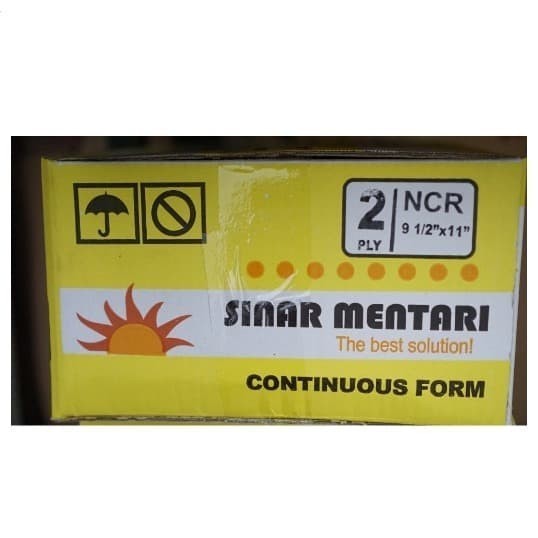 2 PLY
NCR
9 1/2"x11"
SINAR MENTARI
The best solution!
CONTINUOUS FORM